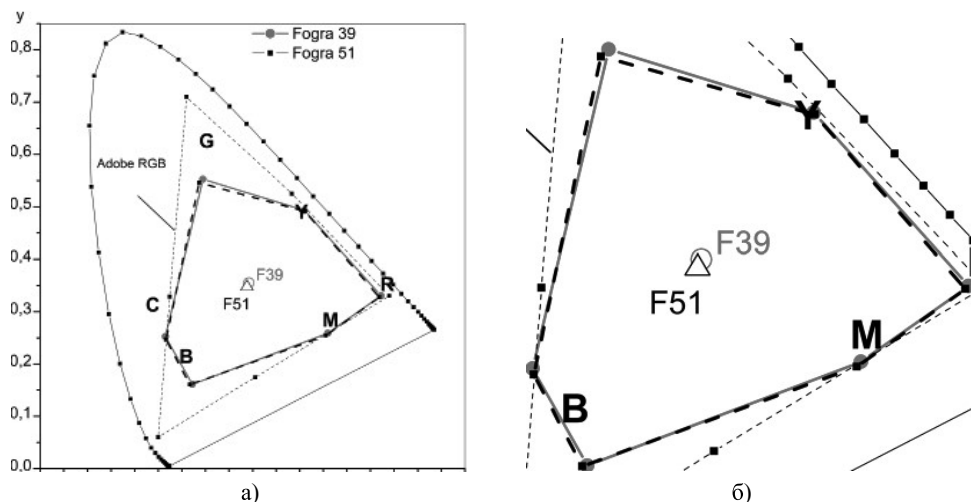 y
0,8
0,7
0,6
0,5
0,4
0,3
0,2
0,1
0,0
Fogra 39
Fogra 51
Adobe RGB
G
Y
R
C
M
B
F39
F51
а)
Y
F39
F51
M
B
б)